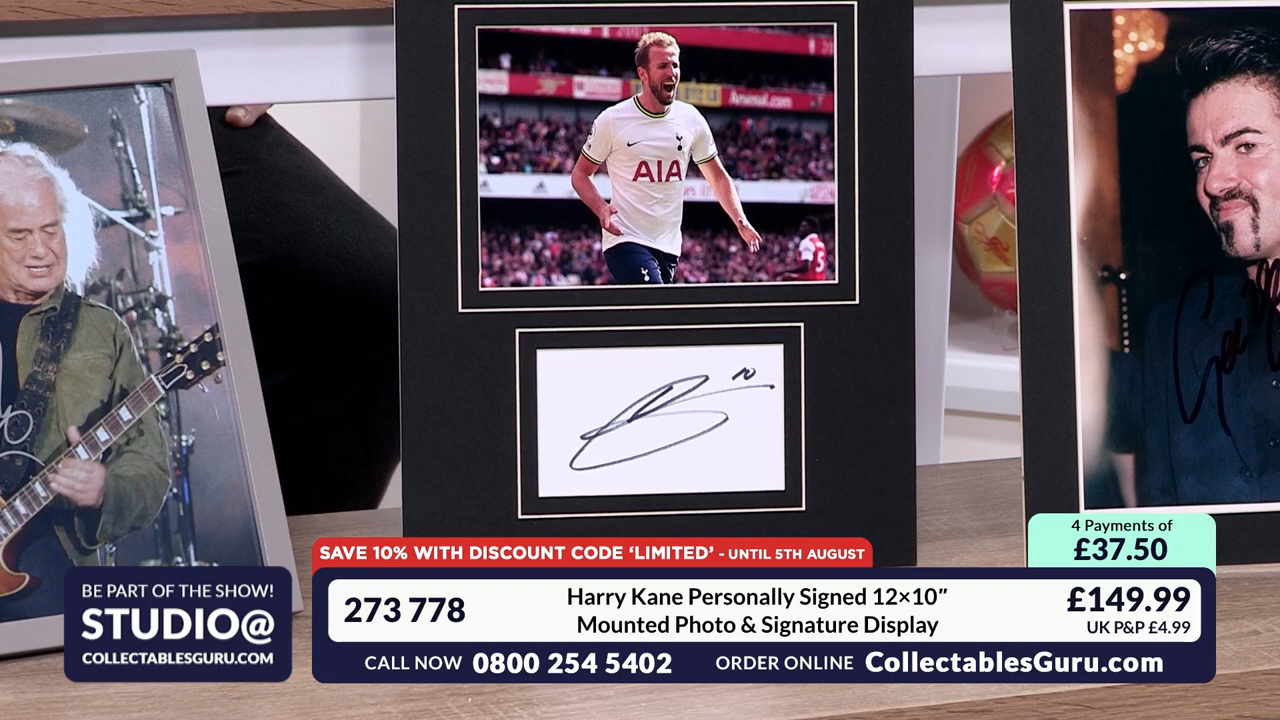 Arsenal.com
AIA
5
10
SAVE 10% WITH DISCOUNT CODE ‘LIMITED’ - UNTIL 5TH AUGUST
4 Payments of
£37.50
BE PART OF THE SHOW!
STUDIO@
COLLECTABLESGURU.COM
273 778
Harry Kane Personally Signed 12×10”
Mounted Photo & Signature Display
£149.99
UK P&P £4.99
CALL NOW 0800 254 5402
ORDER ONLINE CollectablesGuru.com